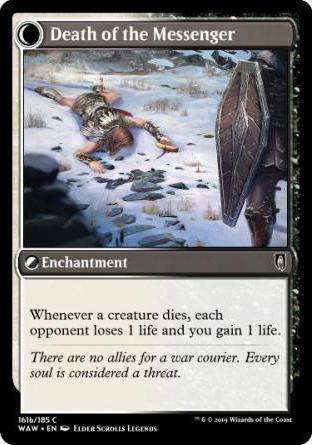 Death of the Messenger
Enchantment
Whenever a creature dies, each
opponent loses 1 life and you gain 1 life.
There are no allies for a war courier. Every
soul is considered a threat.
161b/185 C
WAW • EN ELDER SCROLLS LEGENDS
™ & © 2019 Wizards of the Coast